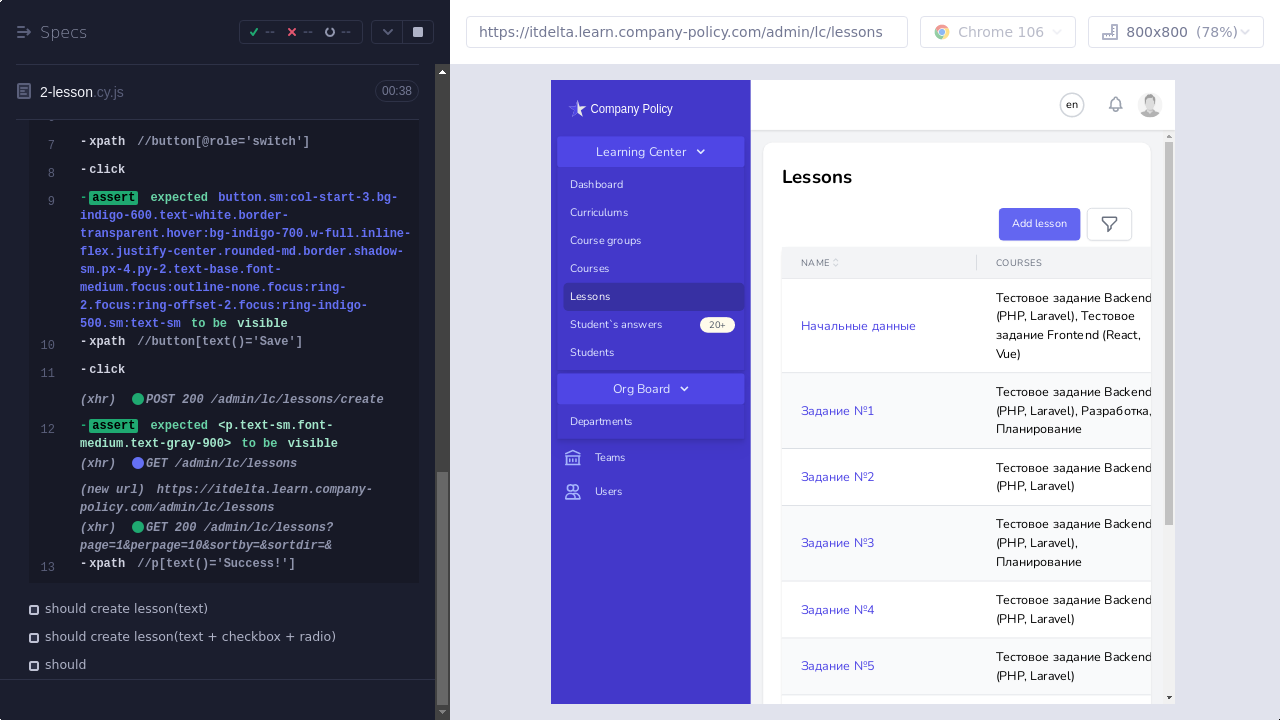 Specs
-- -- --
2-lesson.cy.js
00:38
7 -xpath //button[@role='switch']
8 -click
9 -assert expected button.sm:col-start-3.bg-
indigo-600.text-white.border-
transparent.hover:bg-indigo-700.w-full.inline-
flex.justify-center.rounded-md.border.shadow-
sm.px-4.py-2.text-base.font-
medium.focus:outline-none.focus:ring-
2.focus:ring-offset-2.focus:ring-indigo-
500.sm:text-sm to be visible
10 -xpath //button[text()='Save']
11 -click
(xhr) POST 200 /admin/lc/lessons/create
12 -assert expected <p.text-sm.font-
medium.text-gray-900> to be visible
(xhr) GET /admin/lc/lessons
(new url) https://itdelta.learn.company-
policy.com/admin/lc/lessons
(xhr) GET 200 /admin/lc/lessons?
page=1&perpage=10&sortby=&sortdir=&
13 -xpath //p[text()='Success!']
should create lesson(text)
should create lesson(text + checkbox + radio)
should
https://itdelta.learn.company-policy.com/admin/lc/lessons
Chrome 106
800x800 (78%)
Company Policy
Learning Center
Dashboard
Curriculums
Course groups
Courses
Lessons
Student`s answers 20+
Students
Org Board
Departments
Teams
Users
en
Lessons
Add lesson
NAME
COURSES
Начальные данные
Тестовое задание Backend
(PHP, Laravel), Тестовое
задание Frontend (React,
Vue)
Задание №1
Тестовое задание Backend
(PHP, Laravel), Разработка,
Планирование
Задание №2
Тестовое задание Backend
(PHP, Laravel)
Задание №3
Тестовое задание Backend
(PHP, Laravel),
Планирование
Задание №4
Тестовое задание Backend
(PHP, Laravel)
Задание №5
Тестовое задание Backend
(PHP, Laravel)